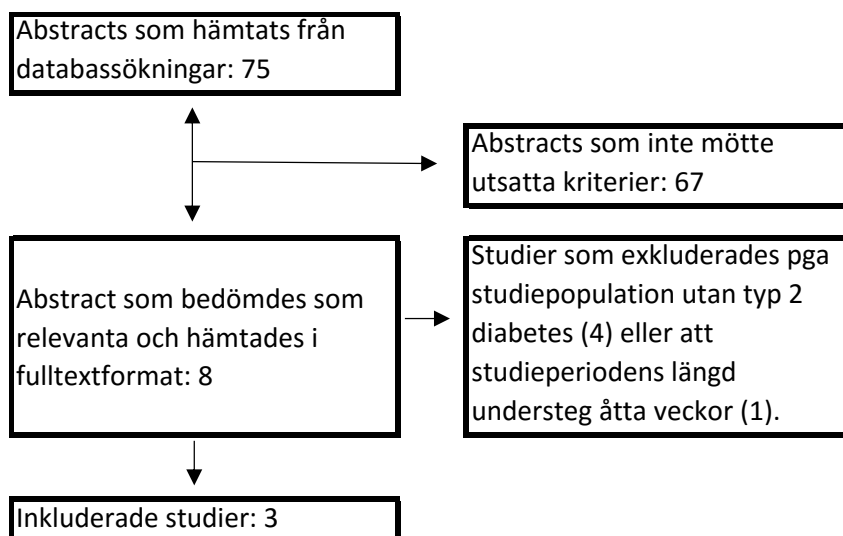 Abstracts som hämtats från
databassökningar: 75
Abstracts som inte mötte
utsatta kriterier: 67
Abstract som bedömdes som
relevanta och hämtades i
fulltextformat: 8
Studier som exkluderades pga
studiepopulation utan typ 2
diabetes (4) eller att
studieperiodens längd
understeg åtta veckor (1).
Inkluderade studier: 3